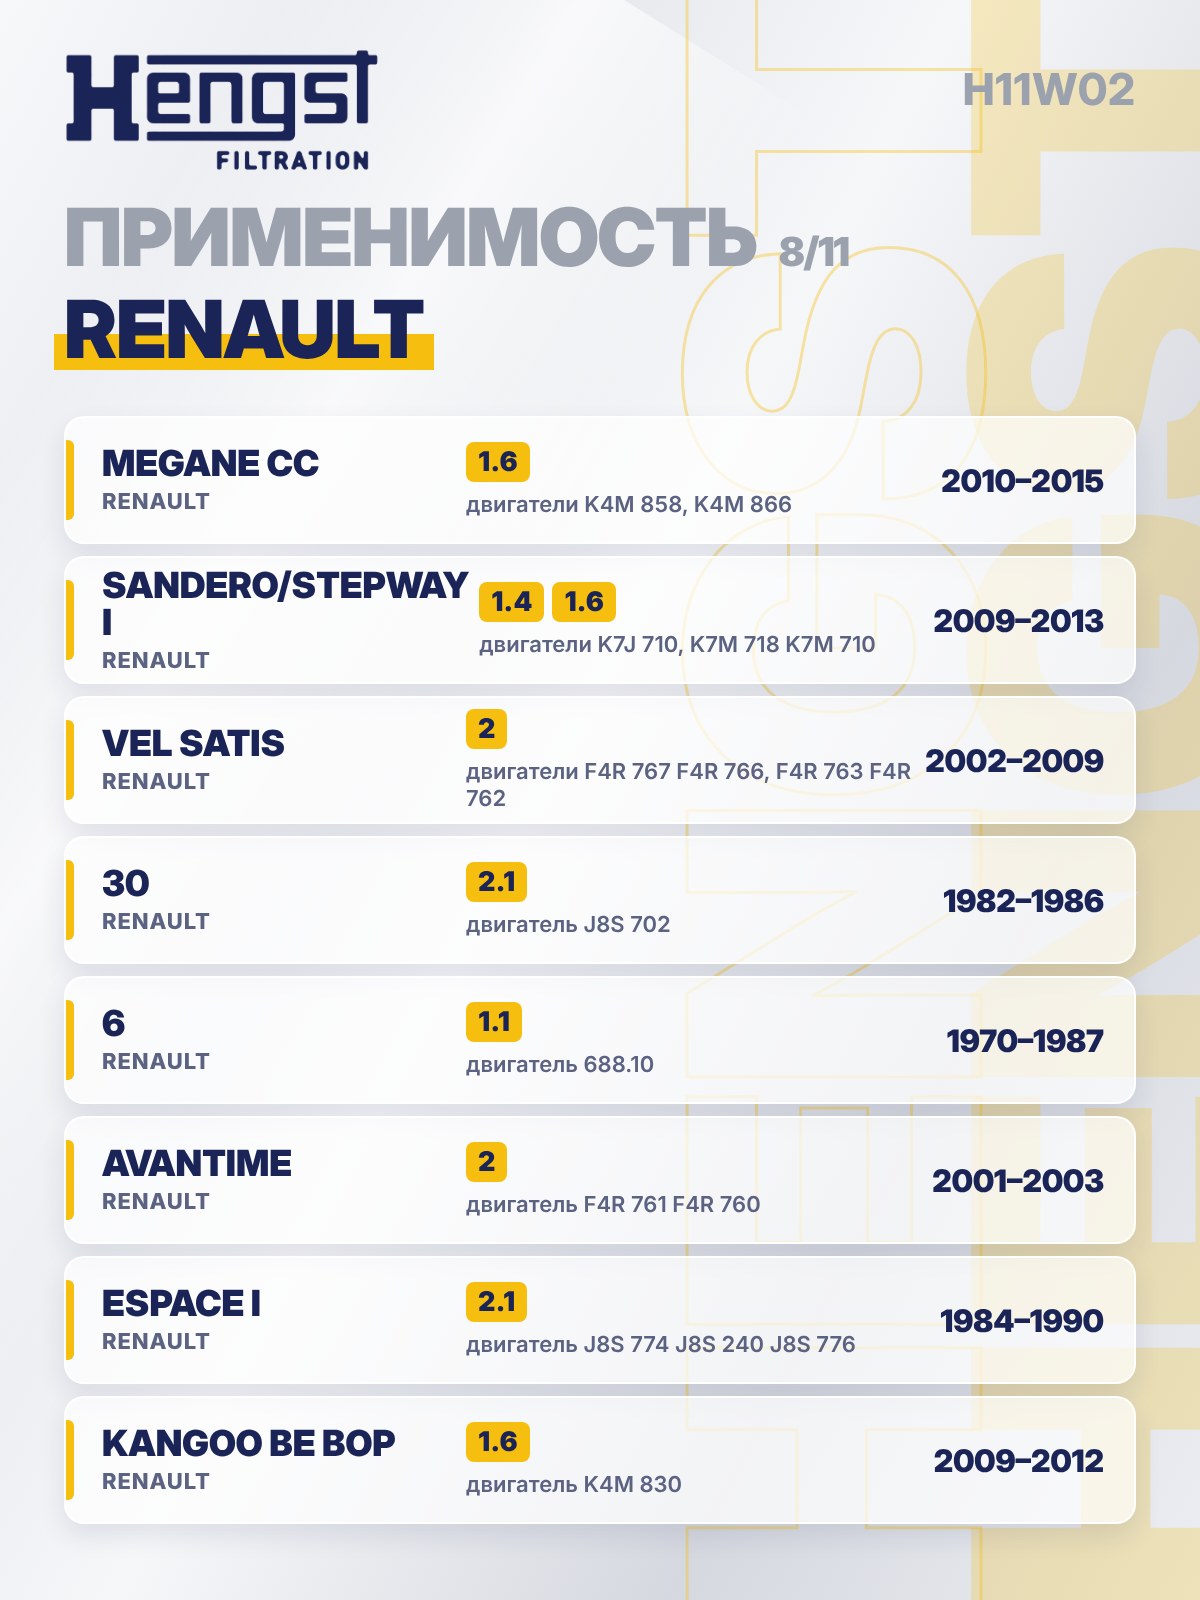 Hengst
FILTRATION
H11W02
ПРИМЕНИМОСТЬ 8/11
RENAULT
MEGANE CC
RENAULT
1.6
двигатели K4M 858, K4M 866
2010–2015
SANDERO/STEPWAY
I
RENAULT
1.4 1.6
двигатели K7J 710, K7M 718 K7M 710
2009–2013
VEL SATIS
RENAULT
2
двигатели F4R 767 F4R 766, F4R 763 F4R
762
2002–2009
30
RENAULT
2.1
двигатель J8S 702
1982–1986
6
RENAULT
1.1
двигатель 688.10
1970–1987
AVANTIME
RENAULT
2
двигатель F4R 761 F4R 760
2001–2003
ESPACE I
RENAULT
2.1
двигатель J8S 774 J8S 240 J8S 776
1984–1990
KANGOO BE BOP
RENAULT
1.6
двигатель K4M 830
2009–2012
HENGST
HENGST